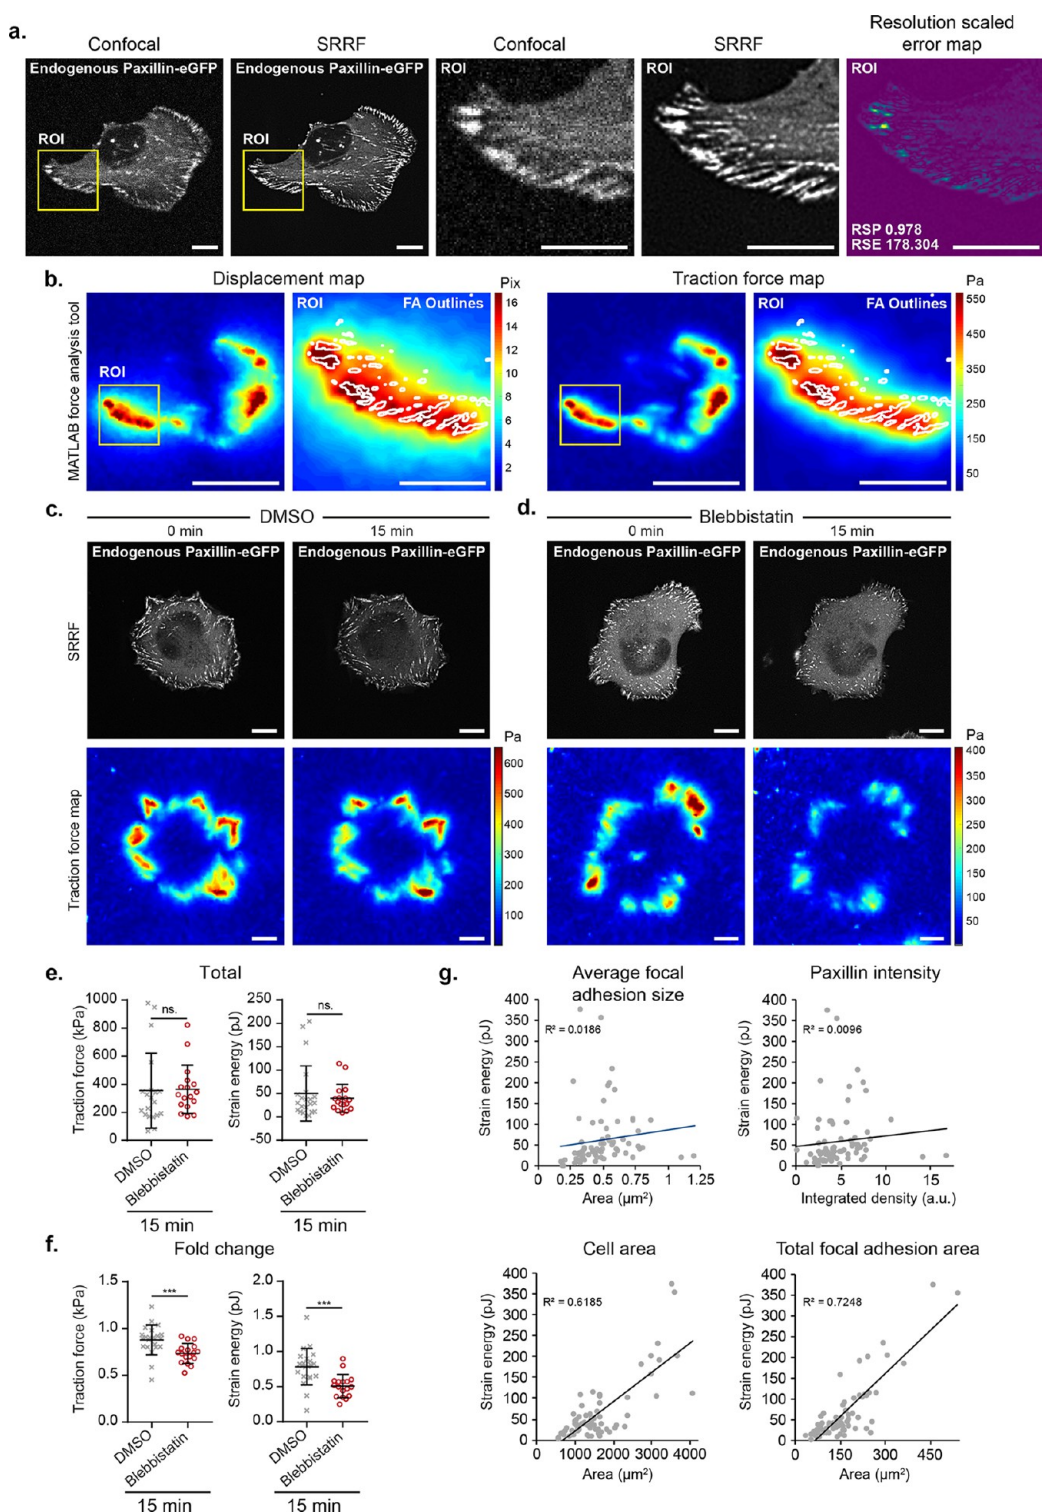 a.
Confocal
SRRF
Confocal
SRRF
Resolution scaled
error map
Endogenous Paxillin-eGFP
Endogenous Paxillin-eGFP
ROI
ROI
ROI
ROI
ROI
RSP 0.978
RSE 178.304
b.
Displacement map
Traction force map
MATLAB force analysis tool
ROI
ROI
FA Outlines
Pix
16
14
12
10
8
6
4
2
ROI
ROI
FA Outlines
Pa
550
450
350
250
150
50
c.
DMSO
0 min
15 min
d.
Blebbistatin
0 min
15 min
SRRF
Endogenous Paxillin-eGFP
Endogenous Paxillin-eGFP
Endogenous Paxillin-eGFP
Endogenous Paxillin-eGFP
Traction force map
Pa
600
500
400
300
200
100
Pa
400
350
300
250
200
150
100
50
e.
Total
Traction force (kPa)
1000
800
600
400
200
0
ns.
DMSO
Blebbistatin
15 min
Strain energy (pJ)
250
200
150
100
50
0
-50
ns.
DMSO
Blebbistatin
15 min
f.
Fold change
Traction force (kPa)
1.5
1.0
0.5
0.0
***
DMSO
Blebbistatin
15 min
Strain energy (pJ)
2.0
1.5
1.0
0.5
0.0
***
DMSO
Blebbistatin
15 min
g.
Average focal
adhesion size
Strain energy (pJ)
400
350
300
250
200
150
100
50
0
R² = 0.0186
0 0.25 0.5 0.75 1 1.25
Area (µm²)
Paxillin intensity
Strain energy (pJ)
400
350
300
250
200
150
100
50
0
R² = 0.0096
0 5 10 15
Integrated density (a.u.)
Cell area
Strain energy (pJ)
400
350
300
250
200
150
100
50
0
R² = 0.6185
0 1000 2000 3000 4000
Area (µm²)
Total focal adhesion area
Strain energy (pJ)
400
350
300
250
200
150
100
50
0
R² = 0.7248
0 150 300 450
Area (µm²)